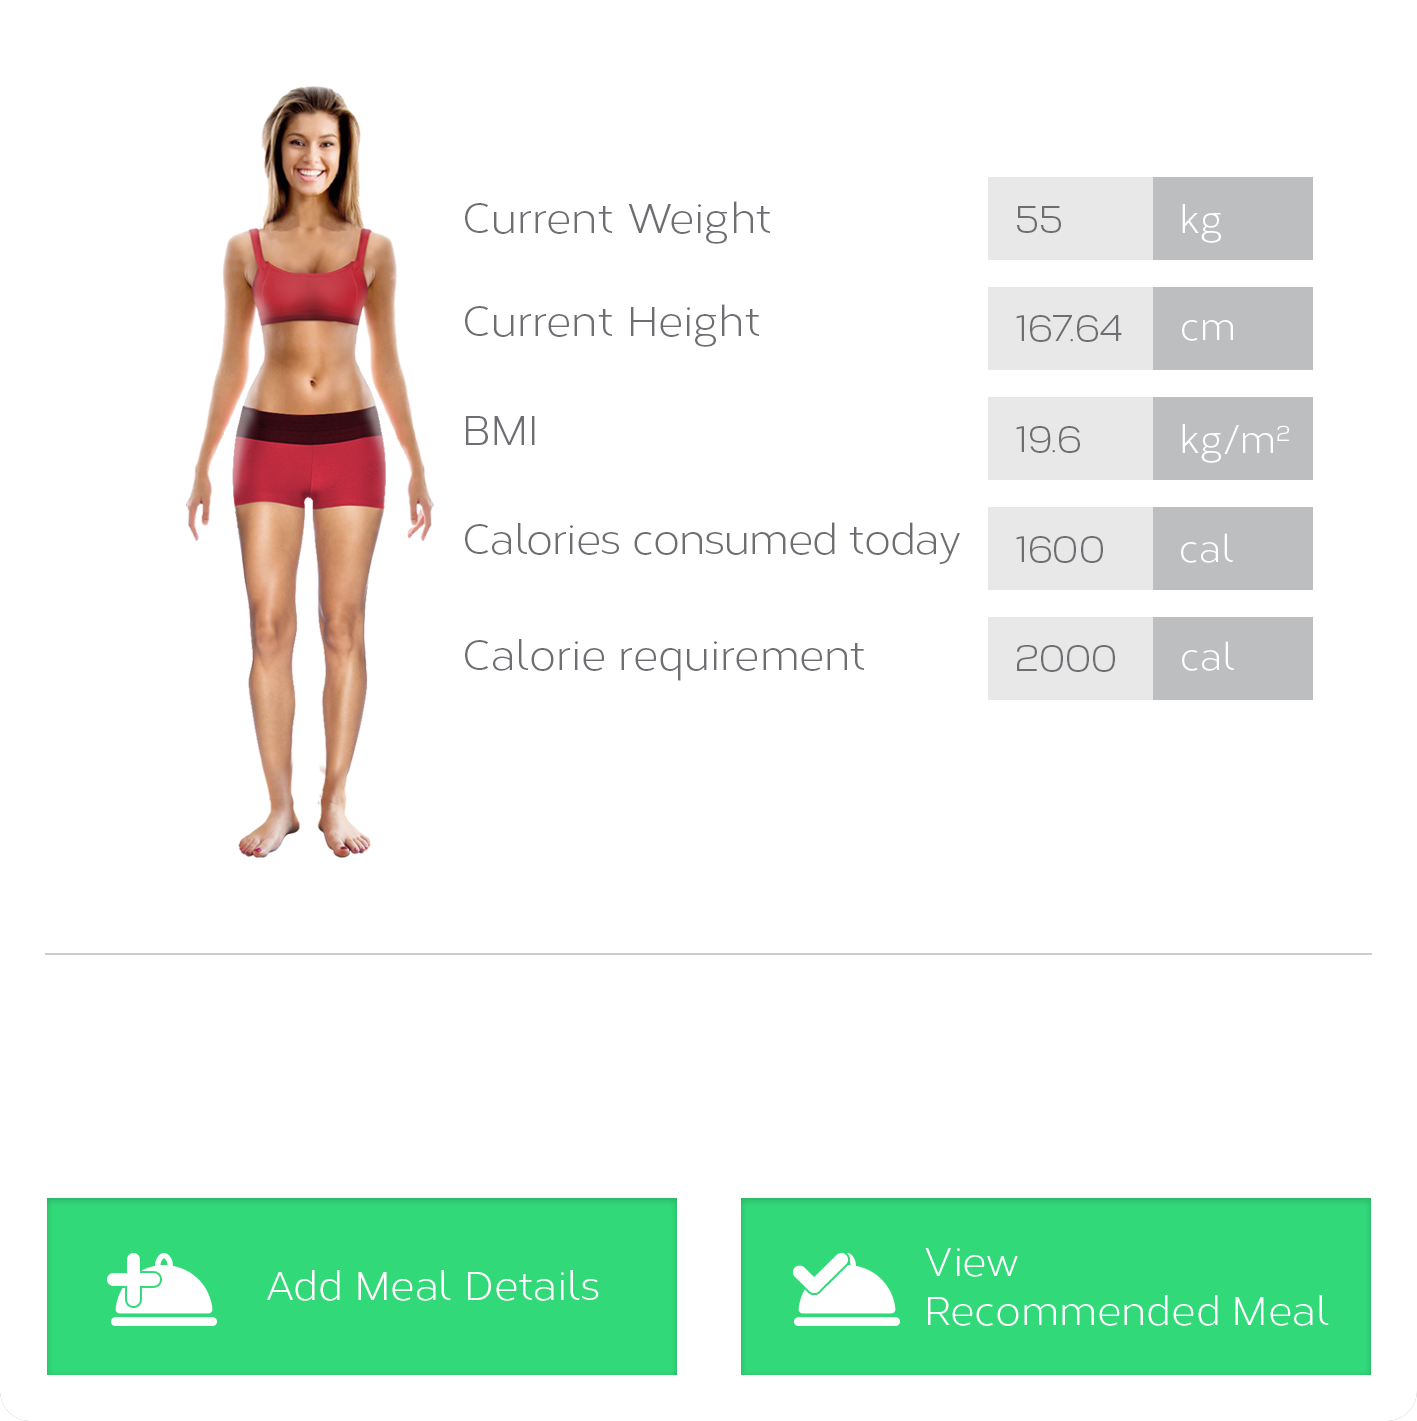 Current Weight 55 kg
Current Height 167.64 cm
BMI 19.6 kg/m²
Calories consumed today 1600 cal
Calorie requirement 2000 cal
Add Meal Details
View
Recommended Meal